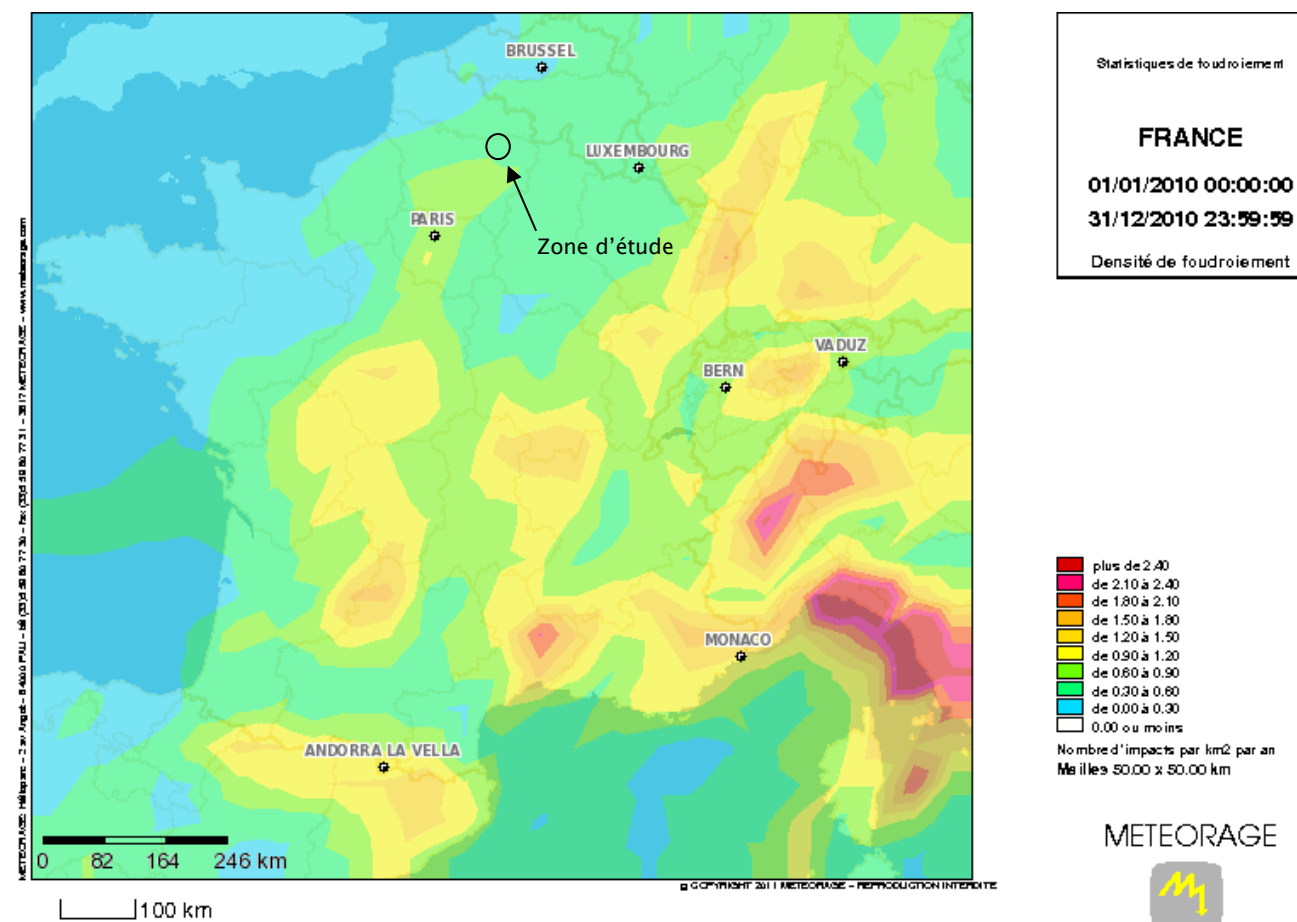 BRUSSEL
LUXEMBOURG
PARIS
Zone d’étude
VADUZ
BERN
MONACO
ANDORRA LA VELLA
0 82 164 246 km
100 km
© COPYRIGHT 2011 METEORAGE - REPRODUCTION INTERDITE
Statistiques de foudroiement
FRANCE
01/01/2010 00:00:00
31/12/2010 23:59:59
Densité de foudroiement
plus de 2.40
de 2.10 à 2.40
de 1.80 à 2.10
de 1.50 à 1.80
de 1.20 à 1.50
de 0.90 à 1.20
de 0.60 à 0.90
de 0.30 à 0.60
de 0.00 à 0.30
0.00 ou moins
Nombre d'impacts par km2 par an
Mailles 50.00 x 50.00 km
METEORAGE